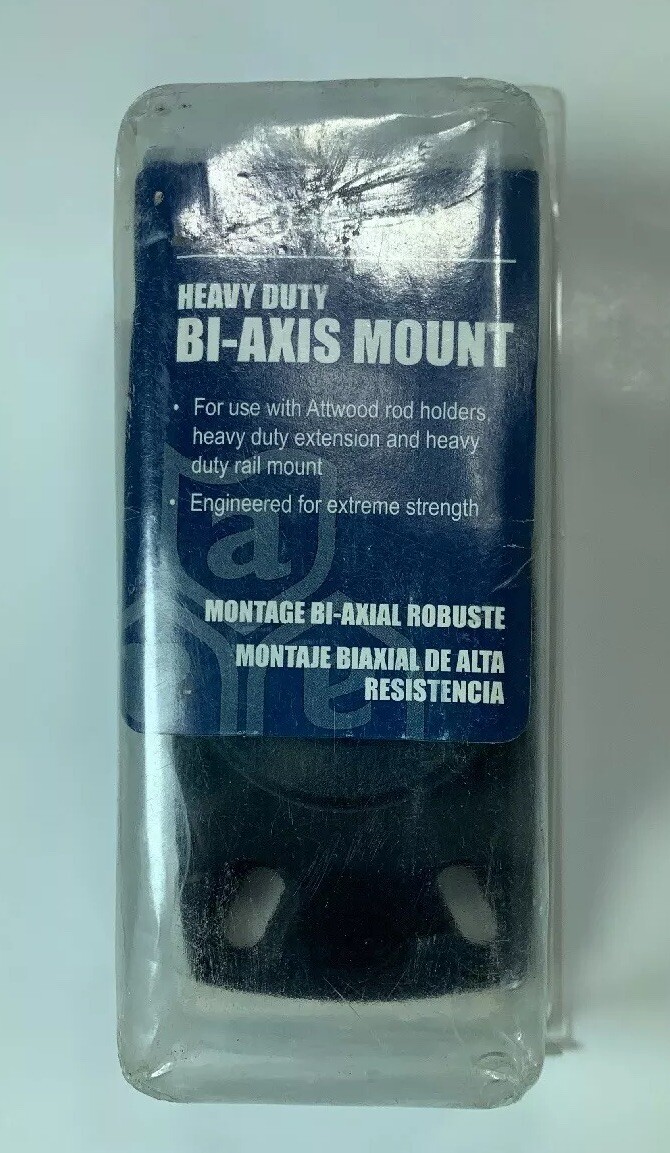 HEAVY DUTY
BI-AXIS MOUNT
• For use with Attwood rod holders,
heavy duty extension and heavy
duty rail mount
• Engineered for extreme strength
a
MONTAGE BI-AXIAL ROBUSTE
MONTAJE BIAXIAL DE ALTA
RESISTENCIA
a a